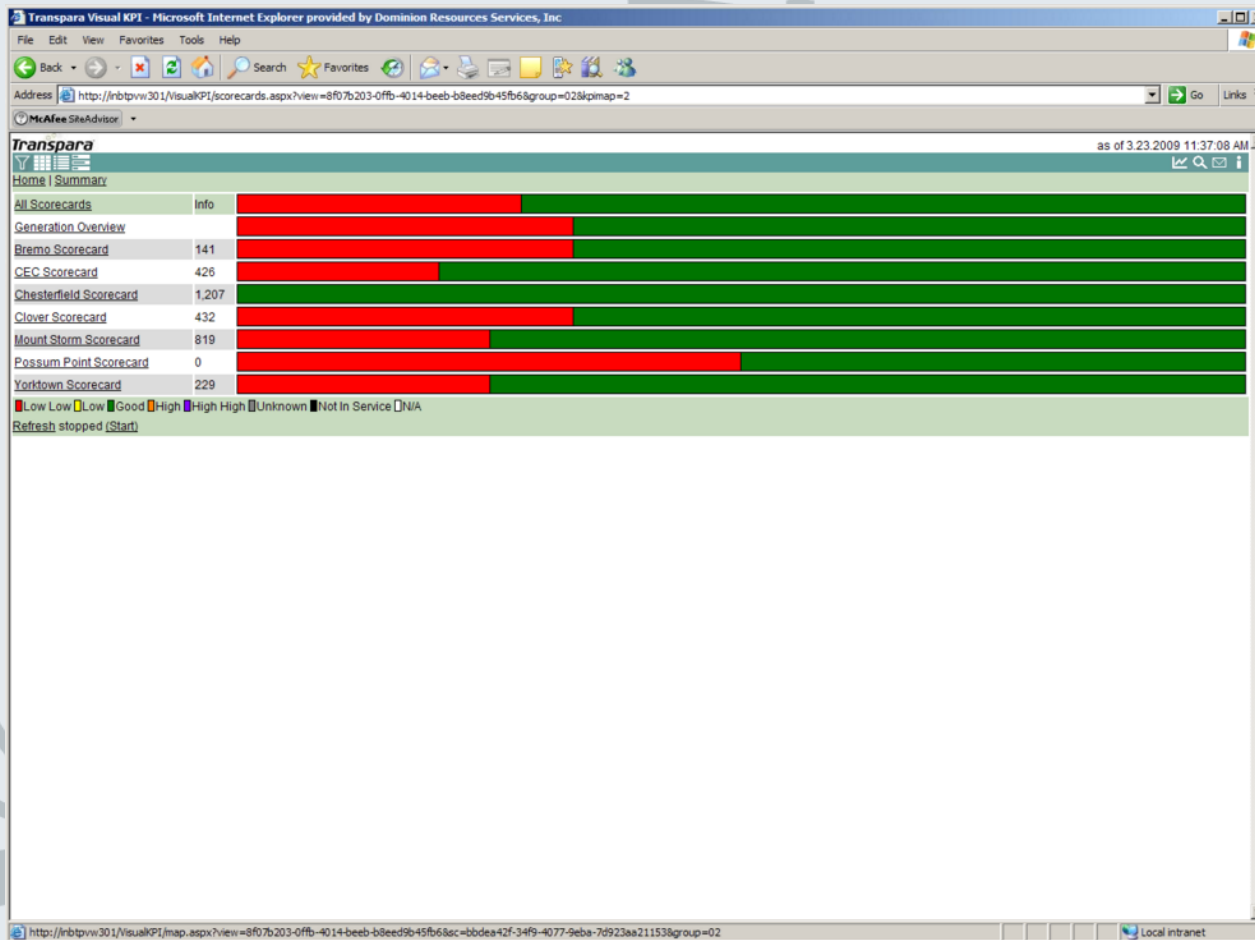 Transpara Visual KPI - Microsoft Internet Explorer provided by Dominion Resources Services, Inc
File Edit View Favorites Tools Help
Back Search Favorites
Address http://inbtpvw301/VisualKPI/scorecards.aspx?view=8f07b203-0ffb-4014-beeb-b8eed9b45fb6&group=02&kpimap=2 Go Links
McAfee SiteAdvisor
Transpara as of 3.23.2009 11:37:08 AM
Home | Summary
All Scorecards Info
Generation Overview
Bremo Scorecard 141
CEC Scorecard 426
Chesterfield Scorecard 1,207
Clover Scorecard 432
Mount Storm Scorecard 819
Possum Point Scorecard 0
Yorktown Scorecard 229
Low Low Low Good High High High Unknown Not In Service N/A
Refresh stopped (Start)
http://inbtpvw301/VisualKPI/map.aspx?view=8f07b203-0ffb-4014-beeb-b8eed9b45fb6&sc=bbdea42f-34f9-4077-9eba-7d923aa21153&group=02 Local intranet